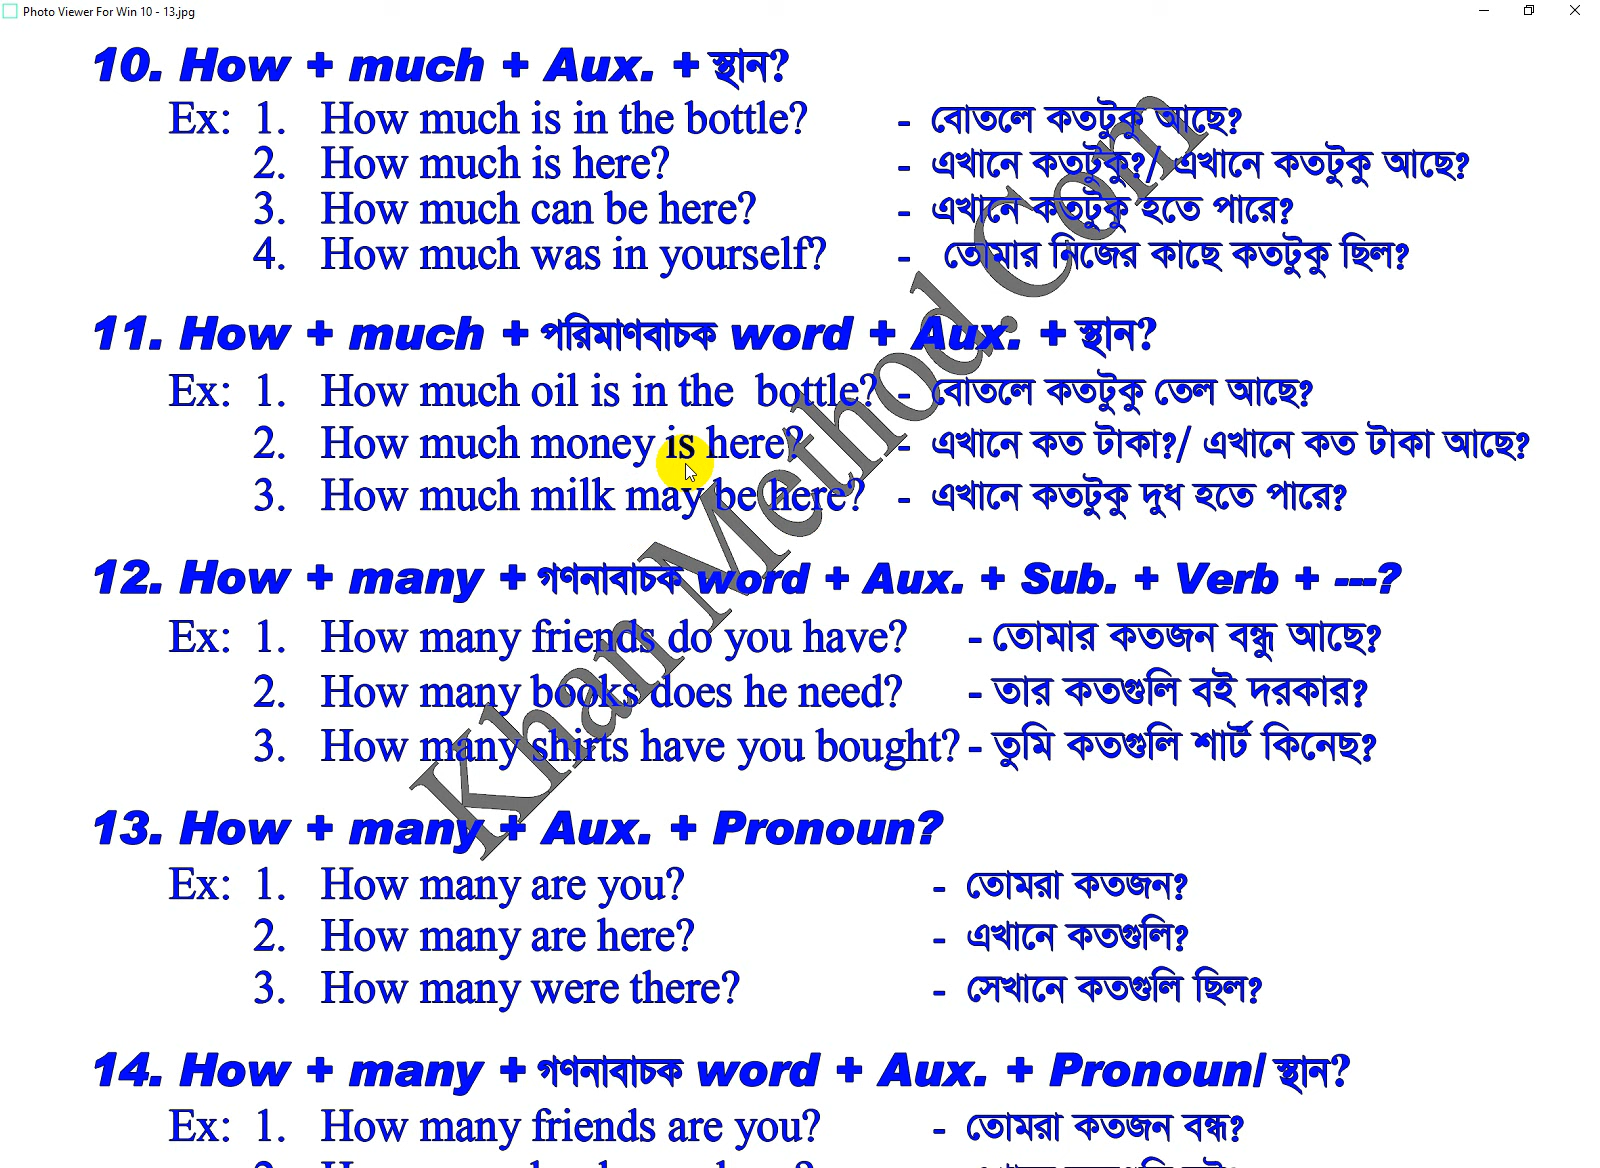 Photo Viewer For Win 10 - 13.jpg
10. How + much + Aux. + স্থান?
Ex: 1. How much is in the bottle? - বোতলে কতটুকু আছে?
2. How much is here? - এখানে কতটুকু?/ এখানে কতটুকু আছে?
3. How much can be here? - এখানে কতটুকু হতে পারে?
4. How much was in yourself? - তোমার নিজের কাছে কতটুকু ছিল?
11. How + much + পরিমাণবাচক word + Aux. + স্থান?
Ex: 1. How much oil is in the bottle? - বোতলে কতটুকু তেল আছে?
2. How much money is here? - এখানে কত টাকা?/ এখানে কত টাকা আছে?
3. How much milk may be here? - এখানে কতটুকু দুধ হতে পারে?
12. How + many + গণনাবাচক word + Aux. + Sub. + Verb + ---?
Ex: 1. How many friends do you have? - তোমার কতজন বন্ধু আছে?
2. How many books does he need? - তার কতগুলি বই দরকার?
3. How many shirts have you bought? - তুমি কতগুলি শার্ট কিনেছ?
13. How + many + Aux. + Pronoun?
Ex: 1. How many are you? - তোমরা কতজন?
2. How many are here? - এখানে কতগুলি?
3. How many were there? - সেখানে কতগুলি ছিল?
14. How + many + গণনাবাচক word + Aux. + Pronoun/ স্থান?
Ex: 1. How many friends are you? - তোমরা কতজন বন্ধু?
Khan Method.Com